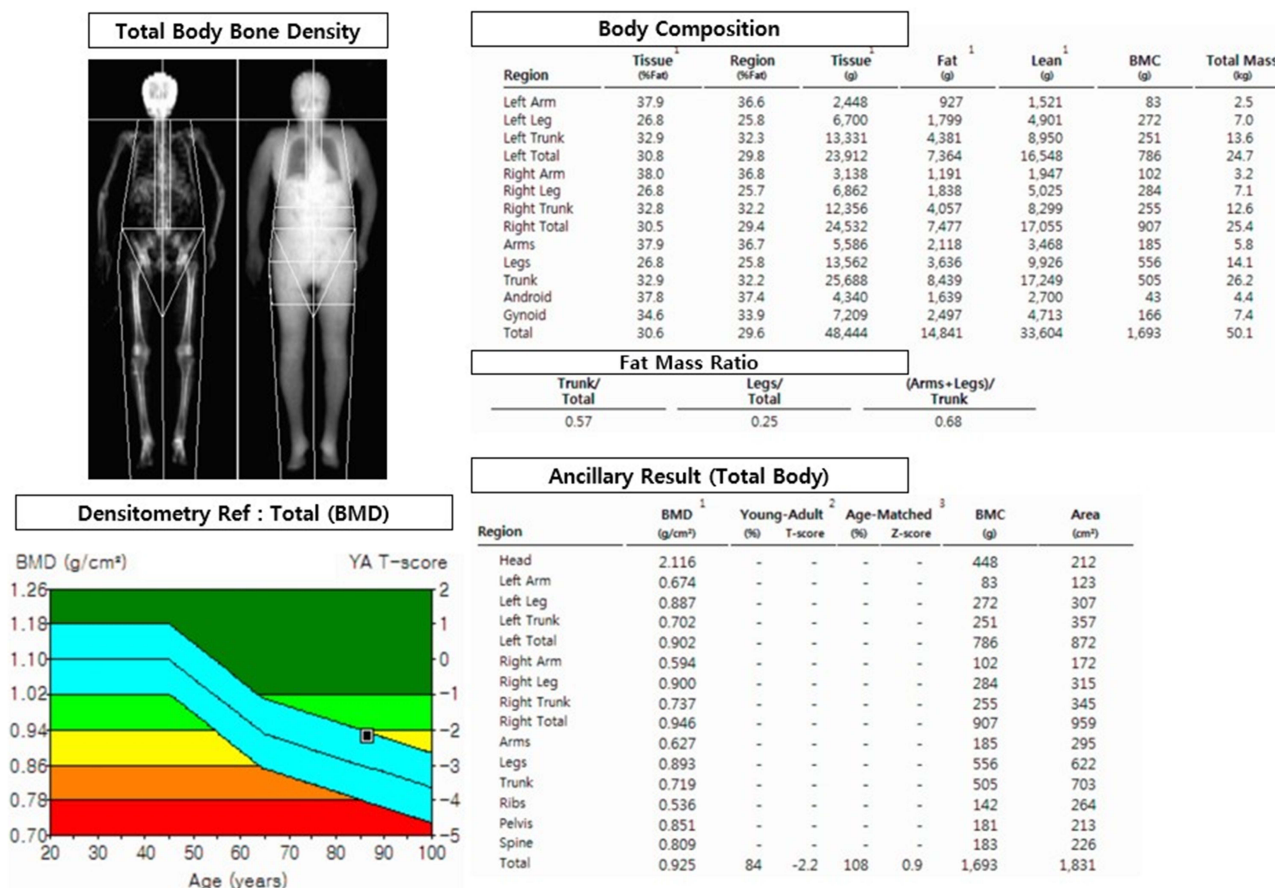 Total Body Bone Density
Densitometry Ref : Total (BMD)
BMD (g/cm²) YA T-score
1.26 2
1.18 1
1.10 0
1.02 -1
0.94 -2
0.86 -3
0.78 -4
0.70 -5
20 30 40 50 60 70 80 90 100
Age (years)
Body Composition
Region Tissue¹ (%Fat) Region (%Fat) Tissue¹ (g) Fat¹ (g) Lean¹ (g) BMC (g) Total Mass (kg)
Left Arm 37.9 36.6 2,448 927 1,521 83 2.5
Left Leg 26.8 25.8 6,700 1,799 4,901 272 7.0
Left Trunk 32.9 32.3 13,331 4,381 8,950 251 13.6
Left Total 30.8 29.8 23,912 7,364 16,548 786 24.7
Right Arm 38.0 36.8 3,138 1,191 1,947 102 3.2
Right Leg 26.8 25.7 6,862 1,838 5,025 284 7.1
Right Trunk 32.8 32.2 12,356 4,057 8,299 255 12.6
Right Total 30.5 29.4 24,532 7,477 17,055 907 25.4
Arms 37.9 36.7 5,586 2,118 3,468 185 5.8
Legs 26.8 25.8 13,562 3,636 9,926 556 14.1
Trunk 32.9 32.2 25,688 8,439 17,249 505 26.2
Android 37.8 37.4 4,340 1,639 2,700 43 4.4
Gynoid 34.6 33.9 7,209 2,497 4,713 166 7.4
Total 30.6 29.6 48,444 14,841 33,604 1,693 50.1
Fat Mass Ratio
Trunk/ Legs/ (Arms+Legs)/
Total Total Trunk
0.57 0.25 0.68
Ancillary Result (Total Body)
BMD¹ Young-Adult² Age-Matched³ BMC Area
Region (g/cm²) (%) T-score (%) Z-score (g) (cm²)
Head 2.116 - - - - 448 212
Left Arm 0.674 - - - - 83 123
Left Leg 0.887 - - - - 272 307
Left Trunk 0.702 - - - - 251 357
Left Total 0.902 - - - - 786 872
Right Arm 0.594 - - - - 102 172
Right Leg 0.900 - - - - 284 315
Right Trunk 0.737 - - - - 255 345
Right Total 0.946 - - - - 907 959
Arms 0.627 - - - - 185 295
Legs 0.893 - - - - 556 622
Trunk 0.719 - - - - 505 703
Ribs 0.536 - - - - 142 264
Pelvis 0.851 - - - - 181 213
Spine 0.809 - - - - 183 226
Total 0.925 84 -2.2 108 0.9 1,693 1,831